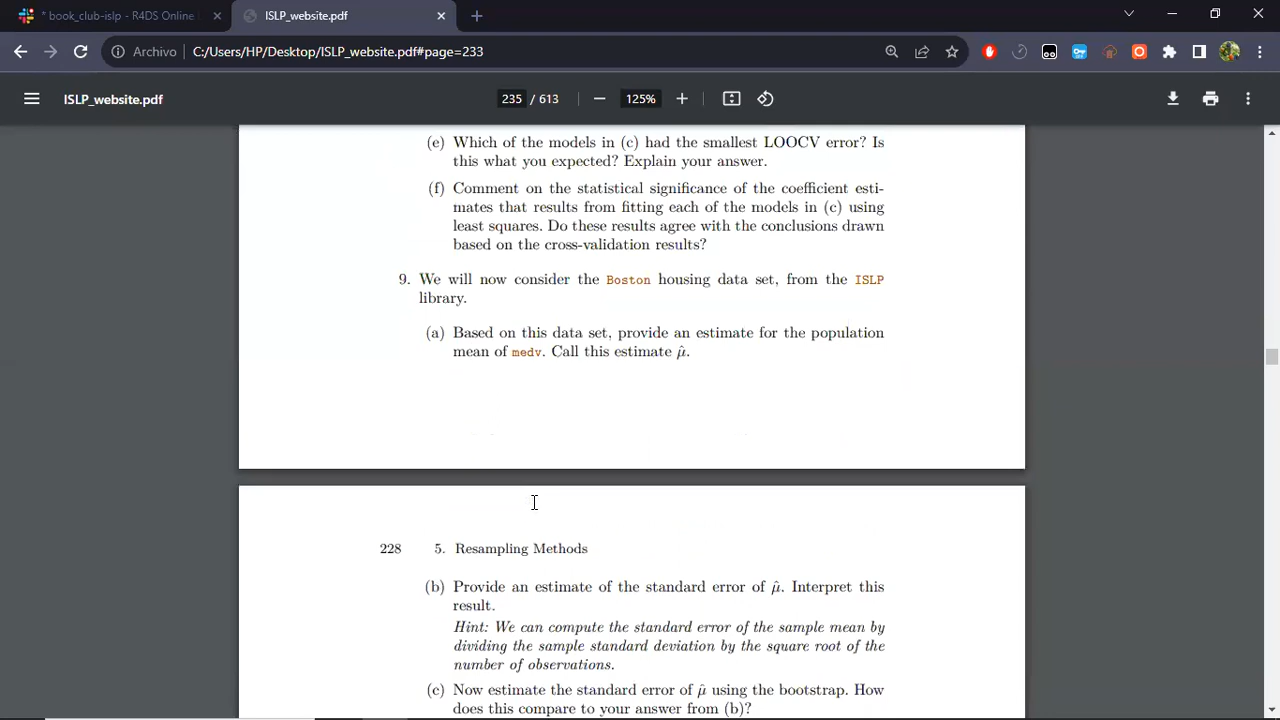 * book_club-islp - R4DS Online
ISLP_website.pdf
Archivo
C:/Users/HP/Desktop/ISLP_website.pdf#page=233
ISLP_website.pdf
235 / 613
125%
(e) Which of the models in (c) had the smallest LOOCV error? Is
this what you expected? Explain your answer.
(f) Comment on the statistical significance of the coefficient esti-
mates that results from fitting each of the models in (c) using
least squares. Do these results agree with the conclusions drawn
based on the cross-validation results?
9. We will now consider the Boston housing data set, from the ISLP
library.
(a) Based on this data set, provide an estimate for the population
mean of medv. Call this estimate μ̂.
228 5. Resampling Methods
(b) Provide an estimate of the standard error of μ̂. Interpret this
result.
Hint: We can compute the standard error of the sample mean by
dividing the sample standard deviation by the square root of the
number of observations.
(c) Now estimate the standard error of μ̂ using the bootstrap. How
does this compare to your answer from (b)?